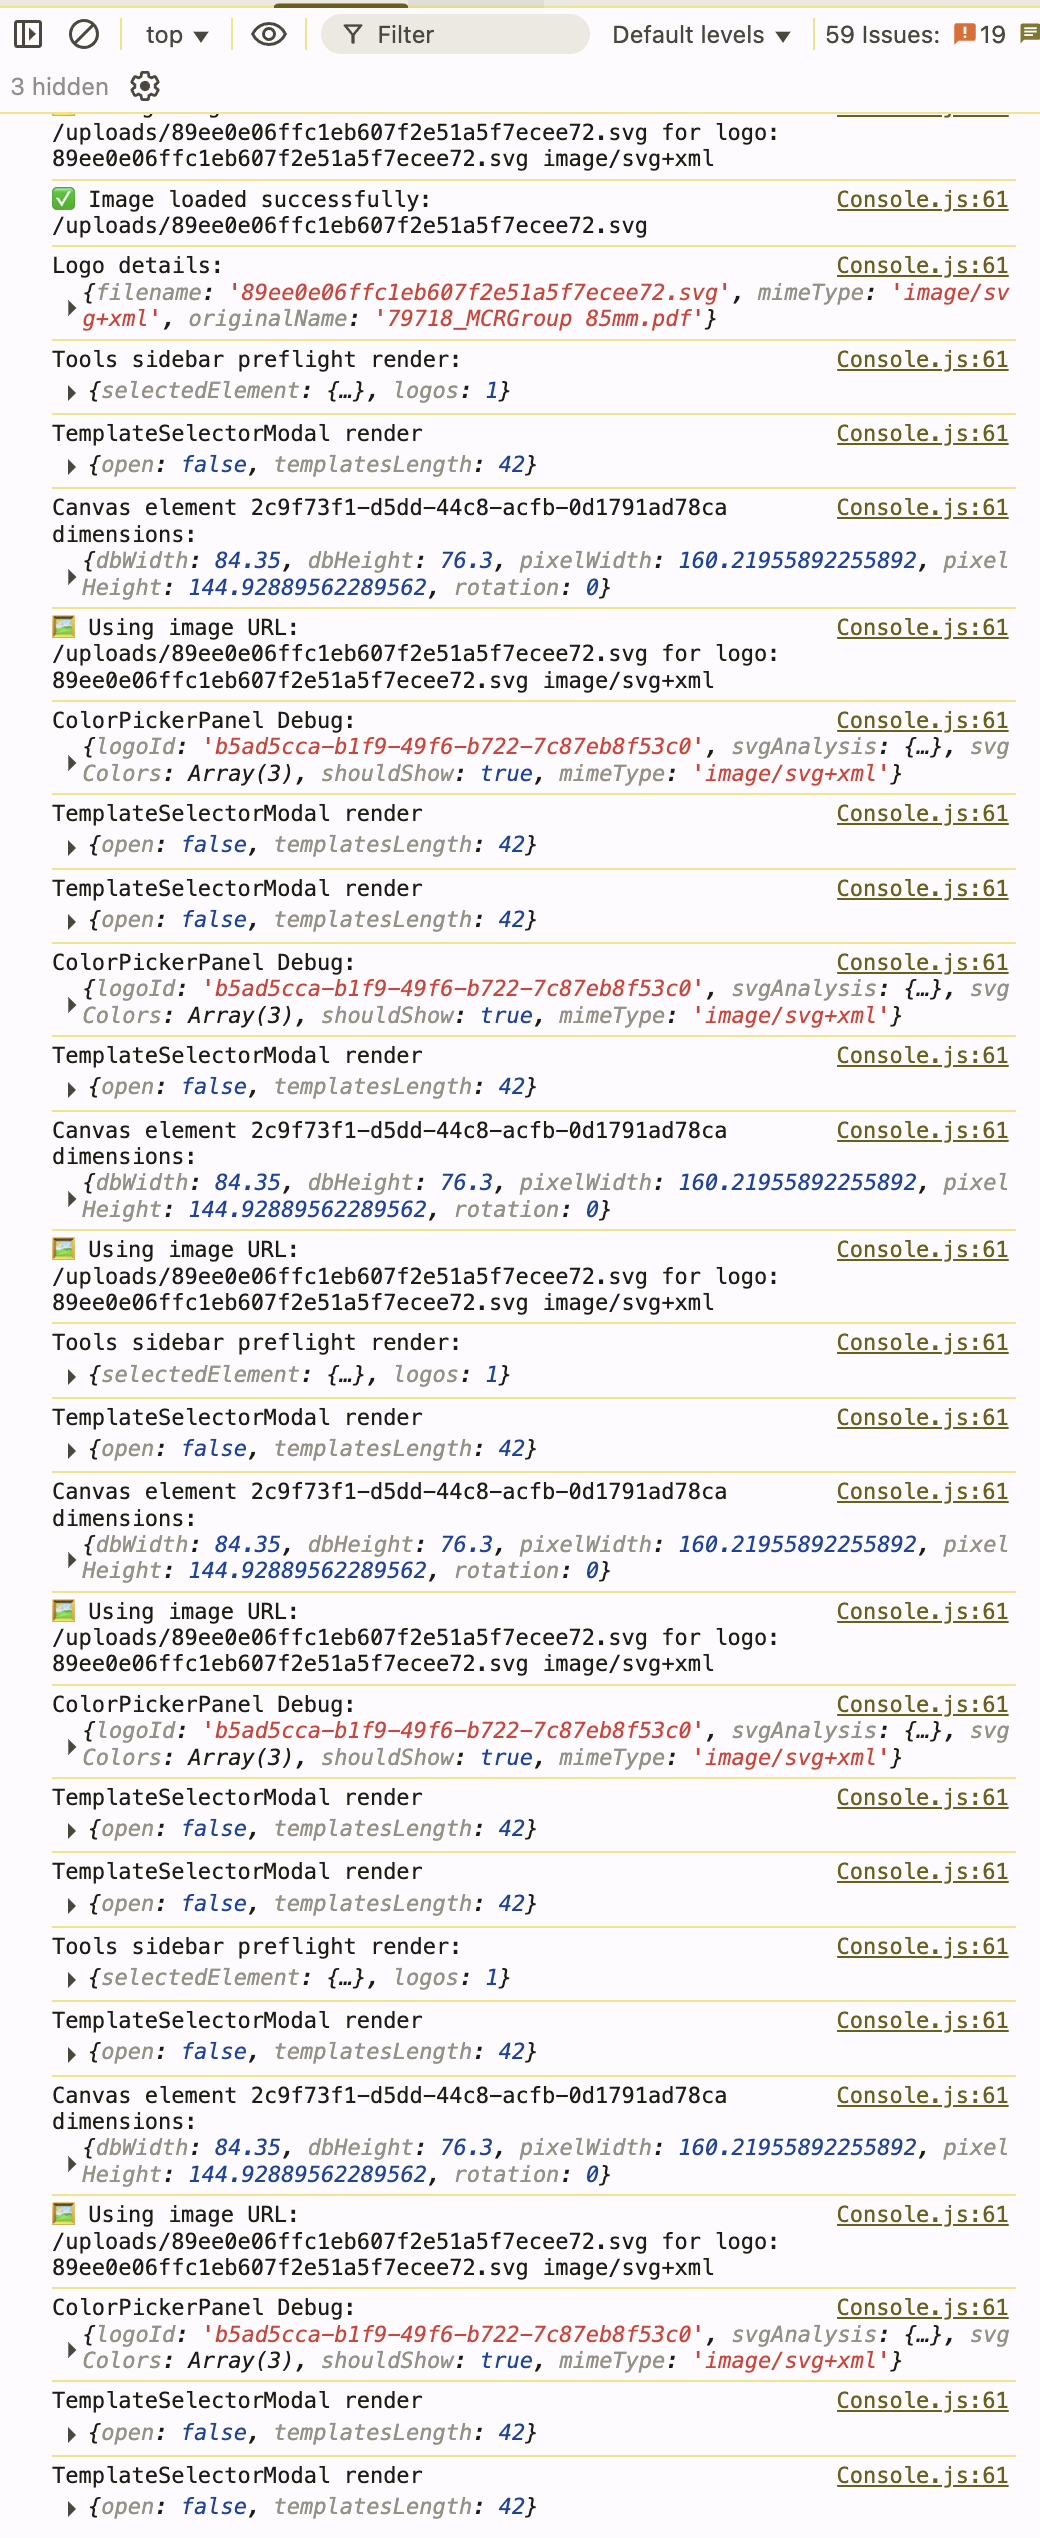 top ▼
Filter
Default levels ▼
59 Issues:
19
3 hidden
/uploads/89ee0e06ffc1eb607f2e51a5f7ecee72.svg for logo:
89ee0e06ffc1eb607f2e51a5f7ecee72.svg image/svg+xml
✅ Image loaded successfully: Console.js:61
/uploads/89ee0e06ffc1eb607f2e51a5f7ecee72.svg
Logo details: Console.js:61
{filename: '89ee0e06ffc1eb607f2e51a5f7ecee72.svg', mimeType: 'image/sv
g+xml', originalName: '79718_MCRGroup 85mm.pdf'}
Tools sidebar preflight render: Console.js:61
{selectedElement: {…}, logos: 1}
TemplateSelectorModal render Console.js:61
{open: false, templatesLength: 42}
Canvas element 2c9f73f1-d5dd-44c8-acfb-0d1791ad78ca Console.js:61
dimensions:
{dbWidth: 84.35, dbHeight: 76.3, pixelWidth: 160.21955892255892, pixel
Height: 144.92889562289562, rotation: 0}
🖼️ Using image URL: Console.js:61
/uploads/89ee0e06ffc1eb607f2e51a5f7ecee72.svg for logo:
89ee0e06ffc1eb607f2e51a5f7ecee72.svg image/svg+xml
ColorPickerPanel Debug: Console.js:61
{logoId: 'b5ad5cca-b1f9-49f6-b722-7c87eb8f53c0', svgAnalysis: {…}, svg
Colors: Array(3), shouldShow: true, mimeType: 'image/svg+xml'}
TemplateSelectorModal render Console.js:61
{open: false, templatesLength: 42}
TemplateSelectorModal render Console.js:61
{open: false, templatesLength: 42}
ColorPickerPanel Debug: Console.js:61
{logoId: 'b5ad5cca-b1f9-49f6-b722-7c87eb8f53c0', svgAnalysis: {…}, svg
Colors: Array(3), shouldShow: true, mimeType: 'image/svg+xml'}
TemplateSelectorModal render Console.js:61
{open: false, templatesLength: 42}
Canvas element 2c9f73f1-d5dd-44c8-acfb-0d1791ad78ca Console.js:61
dimensions:
{dbWidth: 84.35, dbHeight: 76.3, pixelWidth: 160.21955892255892, pixel
Height: 144.92889562289562, rotation: 0}
🖼️ Using image URL: Console.js:61
/uploads/89ee0e06ffc1eb607f2e51a5f7ecee72.svg for logo:
89ee0e06ffc1eb607f2e51a5f7ecee72.svg image/svg+xml
Tools sidebar preflight render: Console.js:61
{selectedElement: {…}, logos: 1}
TemplateSelectorModal render Console.js:61
{open: false, templatesLength: 42}
Canvas element 2c9f73f1-d5dd-44c8-acfb-0d1791ad78ca Console.js:61
dimensions:
{dbWidth: 84.35, dbHeight: 76.3, pixelWidth: 160.21955892255892, pixel
Height: 144.92889562289562, rotation: 0}
🖼️ Using image URL: Console.js:61
/uploads/89ee0e06ffc1eb607f2e51a5f7ecee72.svg for logo:
89ee0e06ffc1eb607f2e51a5f7ecee72.svg image/svg+xml
ColorPickerPanel Debug: Console.js:61
{logoId: 'b5ad5cca-b1f9-49f6-b722-7c87eb8f53c0', svgAnalysis: {…}, svg
Colors: Array(3), shouldShow: true, mimeType: 'image/svg+xml'}
TemplateSelectorModal render Console.js:61
{open: false, templatesLength: 42}
TemplateSelectorModal render Console.js:61
{open: false, templatesLength: 42}
Tools sidebar preflight render: Console.js:61
{selectedElement: {…}, logos: 1}
TemplateSelectorModal render Console.js:61
{open: false, templatesLength: 42}
Canvas element 2c9f73f1-d5dd-44c8-acfb-0d1791ad78ca Console.js:61
dimensions:
{dbWidth: 84.35, dbHeight: 76.3, pixelWidth: 160.21955892255892, pixel
Height: 144.92889562289562, rotation: 0}
🖼️ Using image URL: Console.js:61
/uploads/89ee0e06ffc1eb607f2e51a5f7ecee72.svg for logo:
89ee0e06ffc1eb607f2e51a5f7ecee72.svg image/svg+xml
ColorPickerPanel Debug: Console.js:61
{logoId: 'b5ad5cca-b1f9-49f6-b722-7c87eb8f53c0', svgAnalysis: {…}, svg
Colors: Array(3), shouldShow: true, mimeType: 'image/svg+xml'}
TemplateSelectorModal render Console.js:61
{open: false, templatesLength: 42}
TemplateSelectorModal render Console.js:61
{open: false, templatesLength: 42}